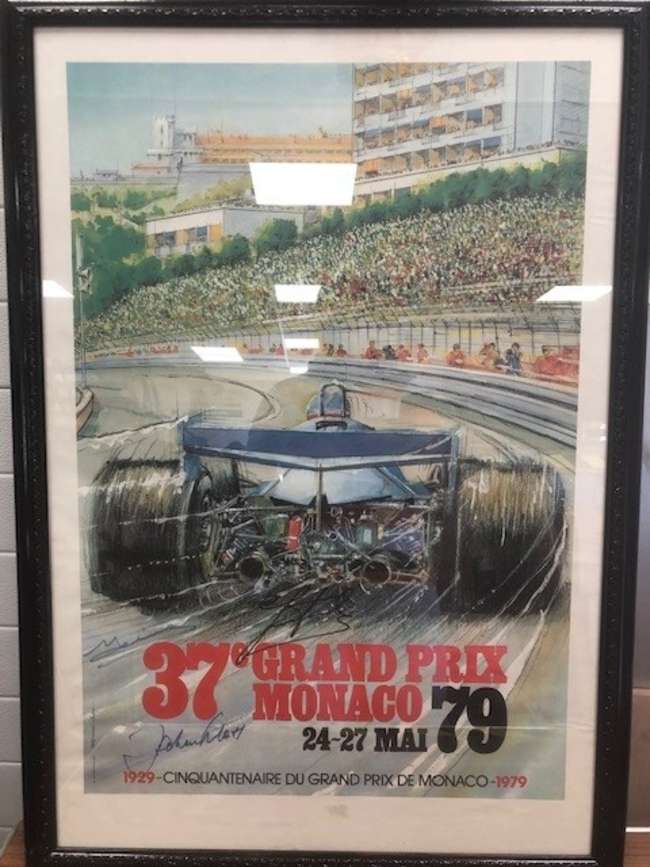 37e GRAND PRIX
MONACO 79
24-27 MAI
1929-CINQUANTENAIRE DU GRAND PRIX DE MONACO-1979